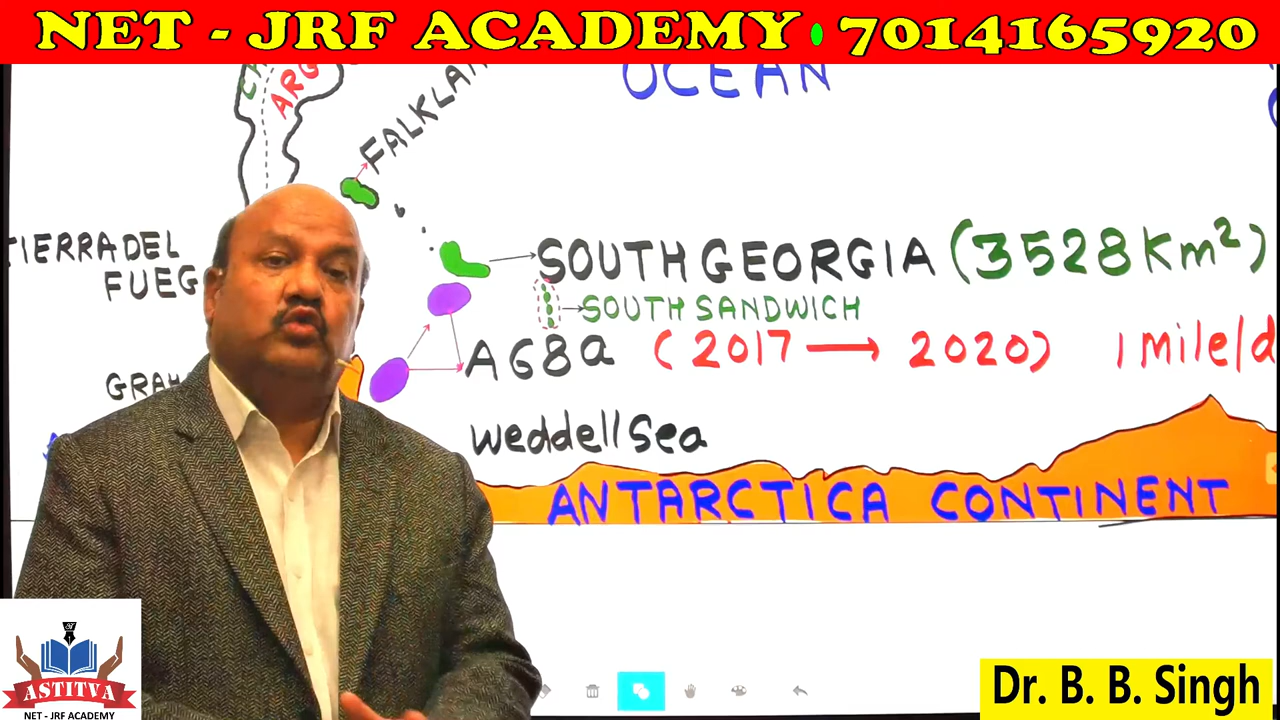 NET - JRF ACADEMY 7014165920
OCEAN
ARG
FALKLAN
TIERRA DEL
FUEG
SOUTH GEORGIA (3528 Km²)
SOUTH SANDWICH
A68a (2017 → 2020) 1 mile/d
GRAH
Weddell Sea
ANTARCTICA CONTINENT
ASTITVA
NET - JRF ACADEMY
Dr. B. B. Singh